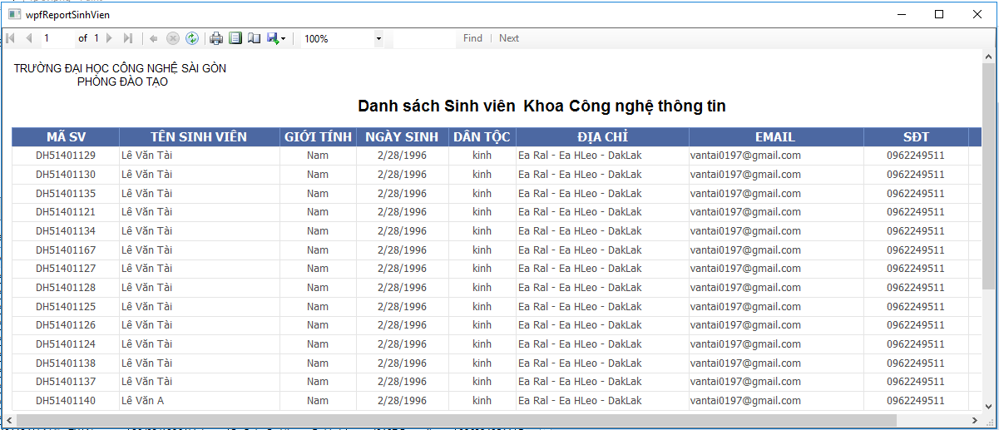 wpfReportSinhVien
1 of 1 100% Find | Next
TRƯỜNG ĐẠI HỌC CÔNG NGHỆ SÀI GÒN
PHÒNG ĐÀO TẠO
Danh sách Sinh viên Khoa Công nghệ thông tin
MÃ SV TÊN SINH VIÊN GIỚI TÍNH NGÀY SINH DÂN TỘC ĐỊA CHỈ EMAIL SĐT
DH51401129 Lê Văn Tài Nam 2/28/1996 kinh Ea Ral - Ea HLeo - DakLak vantai0197@gmail.com 0962249511
DH51401130 Lê Văn Tài Nam 2/28/1996 kinh Ea Ral - Ea HLeo - DakLak vantai0197@gmail.com 0962249511
DH51401135 Lê Văn Tài Nam 2/28/1996 kinh Ea Ral - Ea HLeo - DakLak vantai0197@gmail.com 0962249511
DH51401121 Lê Văn Tài Nam 2/28/1996 kinh Ea Ral - Ea HLeo - DakLak vantai0197@gmail.com 0962249511
DH51401134 Lê Văn Tài Nam 2/28/1996 kinh Ea Ral - Ea HLeo - DakLak vantai0197@gmail.com 0962249511
DH51401167 Lê Văn Tài Nam 2/28/1996 kinh Ea Ral - Ea HLeo - DakLak vantai0197@gmail.com 0962249511
DH51401127 Lê Văn Tài Nam 2/28/1996 kinh Ea Ral - Ea HLeo - DakLak vantai0197@gmail.com 0962249511
DH51401128 Lê Văn Tài Nam 2/28/1996 kinh Ea Ral - Ea HLeo - DakLak vantai0197@gmail.com 0962249511
DH51401125 Lê Văn Tài Nam 2/28/1996 kinh Ea Ral - Ea HLeo - DakLak vantai0197@gmail.com 0962249511
DH51401126 Lê Văn Tài Nam 2/28/1996 kinh Ea Ral - Ea HLeo - DakLak vantai0197@gmail.com 0962249511
DH51401124 Lê Văn Tài Nam 2/28/1996 kinh Ea Ral - Ea HLeo - DakLak vantai0197@gmail.com 0962249511
DH51401138 Lê Văn Tài Nam 2/28/1996 kinh Ea Ral - Ea HLeo - DakLak vantai0197@gmail.com 0962249511
DH51401137 Lê Văn Tài Nam 2/28/1996 kinh Ea Ral - Ea HLeo - DakLak vantai0197@gmail.com 0962249511
DH51401140 Lê Văn A Nam 2/28/1996 kinh Ea Ral - Ea HLeo - DakLak vantai0197@gmail.com 0962249511